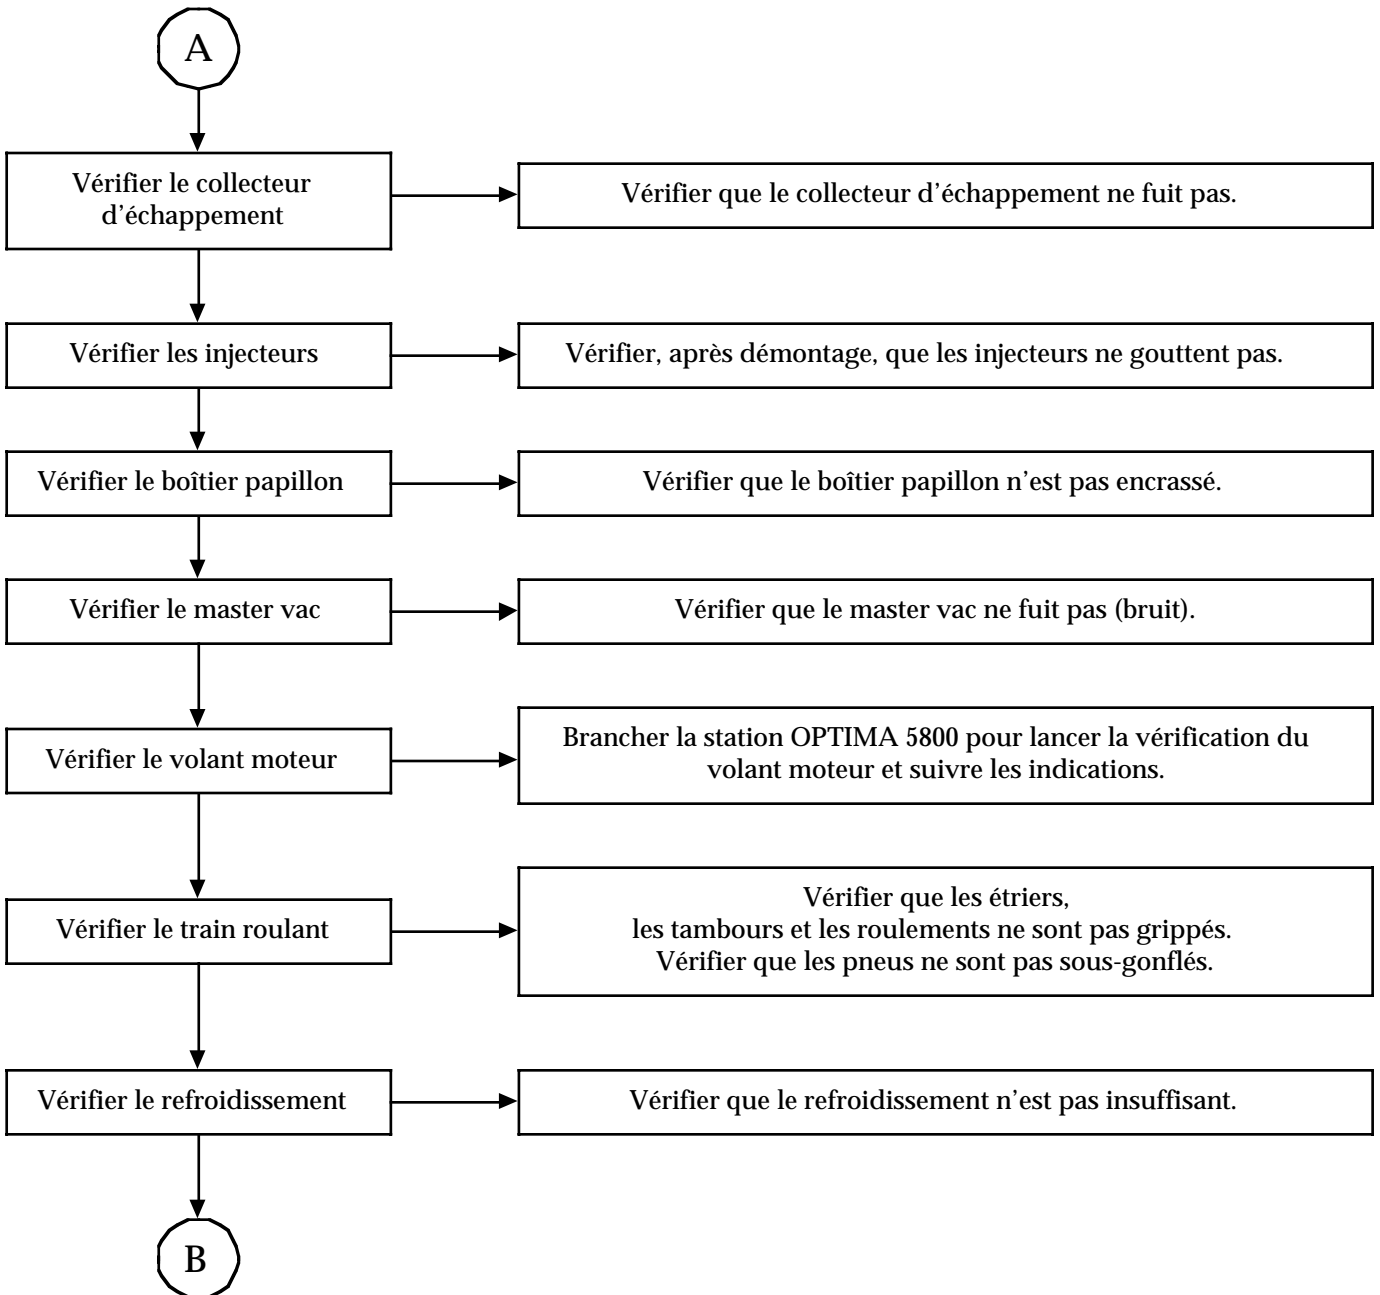 A
Vérifier le collecteur
d'échappement
Vérifier que le collecteur d'échappement ne fuit pas.
Vérifier les injecteurs
Vérifier, après démontage, que les injecteurs ne gouttent pas.
Vérifier le boîtier papillon
Vérifier que le boîtier papillon n'est pas encrassé.
Vérifier le master vac
Vérifier que le master vac ne fuit pas (bruit).
Vérifier le volant moteur
Brancher la station OPTIMA 5800 pour lancer la vérification du
volant moteur et suivre les indications.
Vérifier le train roulant
Vérifier que les étriers,
les tambours et les roulements ne sont pas grippés.
Vérifier que les pneus ne sont pas sous-gonflés.
Vérifier le refroidissement
Vérifier que le refroidissement n'est pas insuffisant.
B